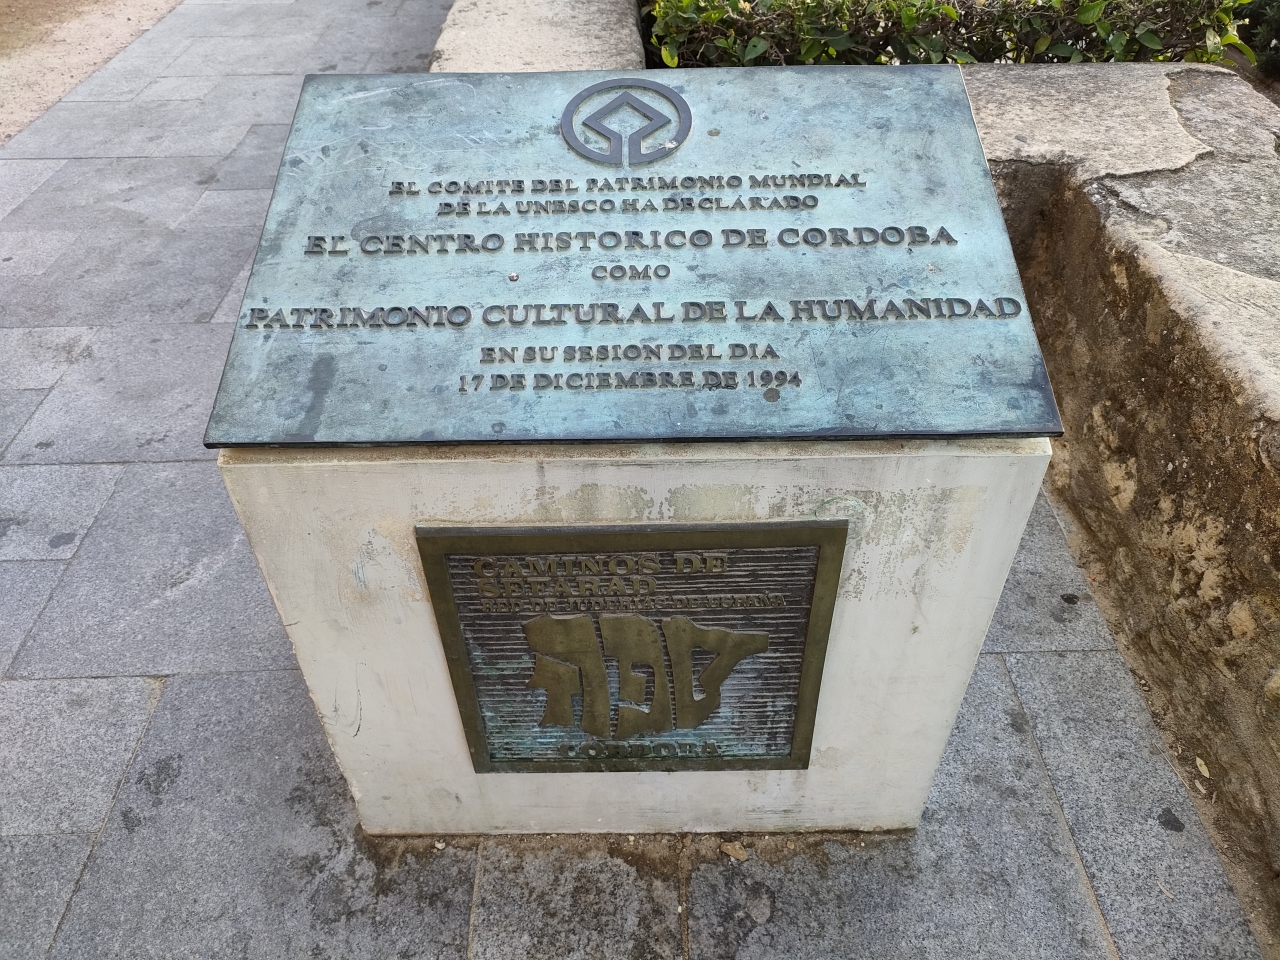 EL COMITE DEL PATRIMONIO MUNDIAL
DE LA UNESCO HA DECLARADO
EL CENTRO HISTORICO DE CORDOBA
COMO
PATRIMONIO CULTURAL DE LA HUMANIDAD
EN SU SESION DEL DIA
17 DE DICIEMBRE DE 1994
CAMINOS DE
SEFARAD
RED DE JUDERIAS DE ESPAÑA
ספרד
CORDOBA